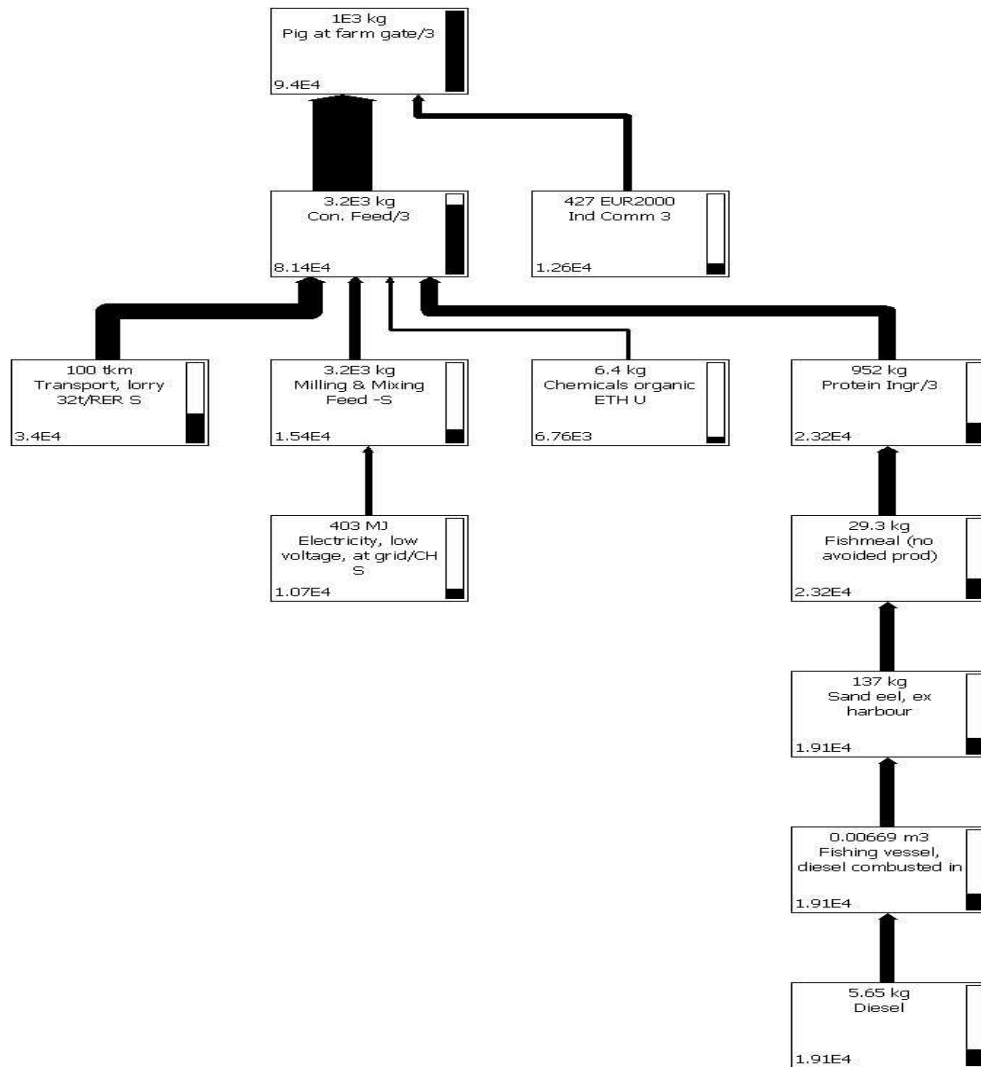 1E3 kg
Pig at farm gate/3
9.4E4
3.2E3 kg
Con. Feed/3
8.14E4
427 EUR2000
Ind Comm 3
1.26E4
100 tkm
Transport, lorry
32t/RER S
3.4E4
3.2E3 kg
Milling & Mixing
Feed -S
1.54E4
6.4 kg
Chemicals organic
ETH U
6.76E3
952 kg
Protein Ingr/3
2.32E4
403 MJ
Electricity, low
voltage, at grid/CH
S
1.07E4
29.3 kg
Fishmeal (no
avoided prod)
2.32E4
137 kg
Sand eel, ex
harbour
1.91E4
0.00669 m3
Fishing vessel,
diesel combusted in
1.91E4
5.65 kg
Diesel
1.91E4